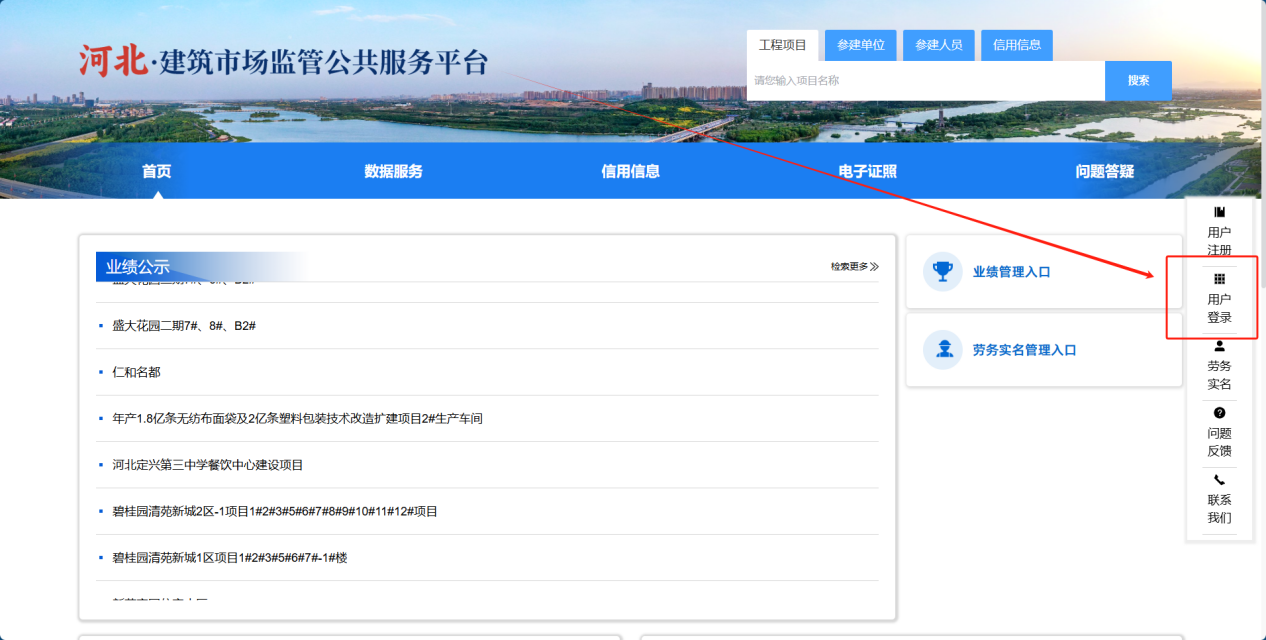 河北·建筑市场监管公共服务平台
工程项目
参建单位
参建人员
信用信息
请您输入项目名称
搜索
首页
数据服务
信用信息
电子证照
问题答疑
业绩公示
检索更多
盛大花园二期7#、8#、B2#
仁和名都
年产1.8亿条无纺布面袋及2亿条塑料包装技术改造扩建项目2#生产车间
河北定兴第三中学餐饮中心建设项目
碧桂园清苑新城2区-1项目1#2#3#5#6#7#8#9#10#11#12#项目
碧桂园清苑新城1区项目1#2#3#5#6#7#-1#楼
业绩管理入口
劳务实名管理入口
用户
注册
用户
登录
劳务
实名
问题
反馈
联系
我们